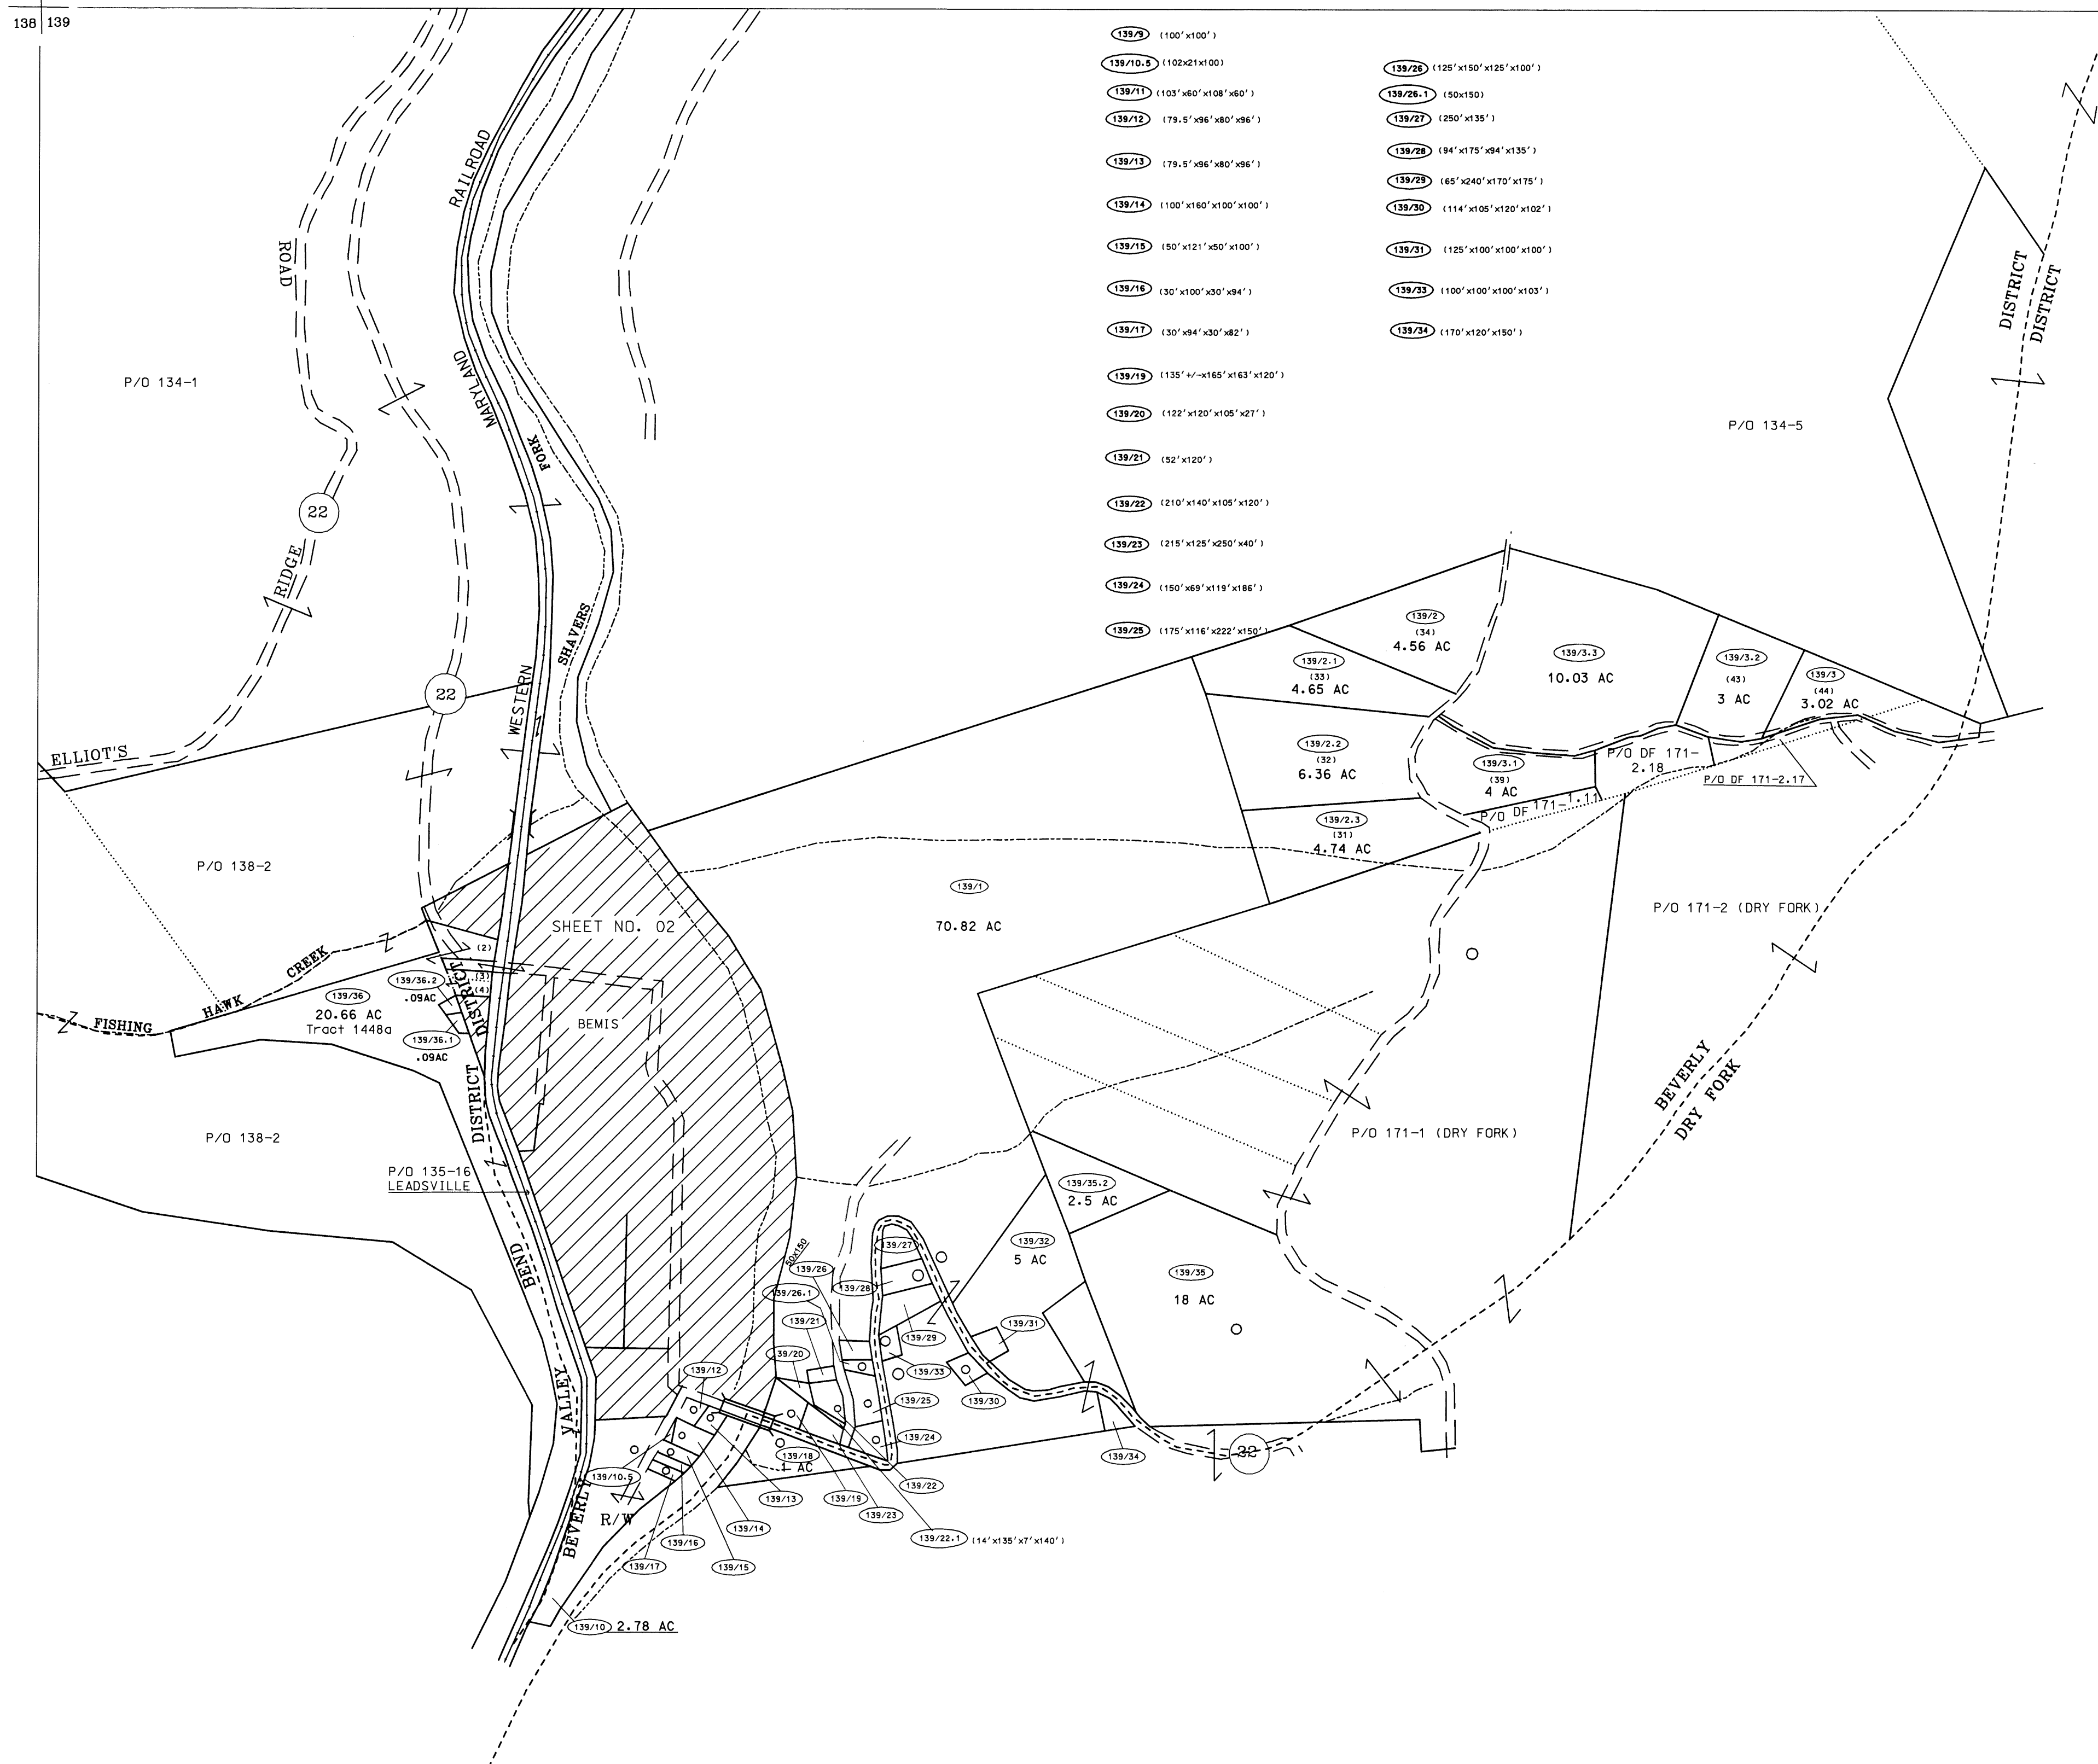 138 139
139/9 (100'x100')
139/10.5 (102x21x100)
139/11 (103'x60'x108'x60')
139/12 (79.5'x96'x80'x96')
139/13 (79.5'x96'x80'x96')
139/14 (100'x160'x100'x100')
139/15 (50'x121'x50'x100')
139/16 (30'x100'x30'x94')
139/17 (30'x94'x30'x82')
139/19 (135'+/-x165'x163'x120')
139/20 (122'x120'x105'x27')
139/21 (52'x120')
139/22 (210'x140'x105'x120')
139/23 (215'x125'x250'x40')
139/24 (150'x69'x119'x186')
139/25 (175'x116'x222'x150')
139/26 (125'x150'x125'x100')
139/26.1 (50x150)
139/27 (250'x135')
139/28 (94'x175'x94'x135')
139/29 (65'x240'x170'x175')
139/30 (114'x105'x120'x102')
139/31 (125'x100'x100'x100')
139/33 (100'x100'x100'x103')
139/34 (170'x120'x150')
RAILROAD
MARYLAND
WESTERN
ROAD
RIDGE
ELLIOT'S
22
22
FORK
SHAVERS
P/O 134-1
P/O 134-5
DISTRICT
DISTRICT
139/2
(34)
4.56 AC
139/2.1
(33)
4.65 AC
139/2.2
(32)
6.36 AC
139/2.3
(31)
4.74 AC
139/3.3
10.03 AC
139/3.2
(43)
3 AC
139/3
(44)
3.02 AC
139/3.1
(39)
4 AC
P/O DF 171-
2.18
P/O DF 171-2.17
P/O DF 171-1.11
P/O 138-2
139/1
70.82 AC
P/O 171-2 (DRY FORK)
SHEET NO. 02
BEMIS
(2)
(3)
(4)
FISHING
HAWK
CREEK
139/36
20.66 AC
Tract 1448a
139/36.2
.09AC
139/36.1
.09AC
DISTRICT
DISTRICT
P/O 138-2
P/O 135-16
LEADSVILLE
BEND
VALLEY
BEVERLY
P/O 171-1 (DRY FORK)
BEVERLY
DRY FORK
139/35.2
2.5 AC
139/32
5 AC
139/35
18 AC
50x150
139/26
139/27
139/28
139/26.1
139/21
139/29
139/31
139/20
139/33
139/30
139/12
139/25
139/24
139/34
32
139/18
1 AC
139/10.5
139/13
139/19
139/22
139/23
139/14
R/W
139/16
139/22.1 (14'x135'x7'x140')
139/17
139/15
139/10 2.78 AC